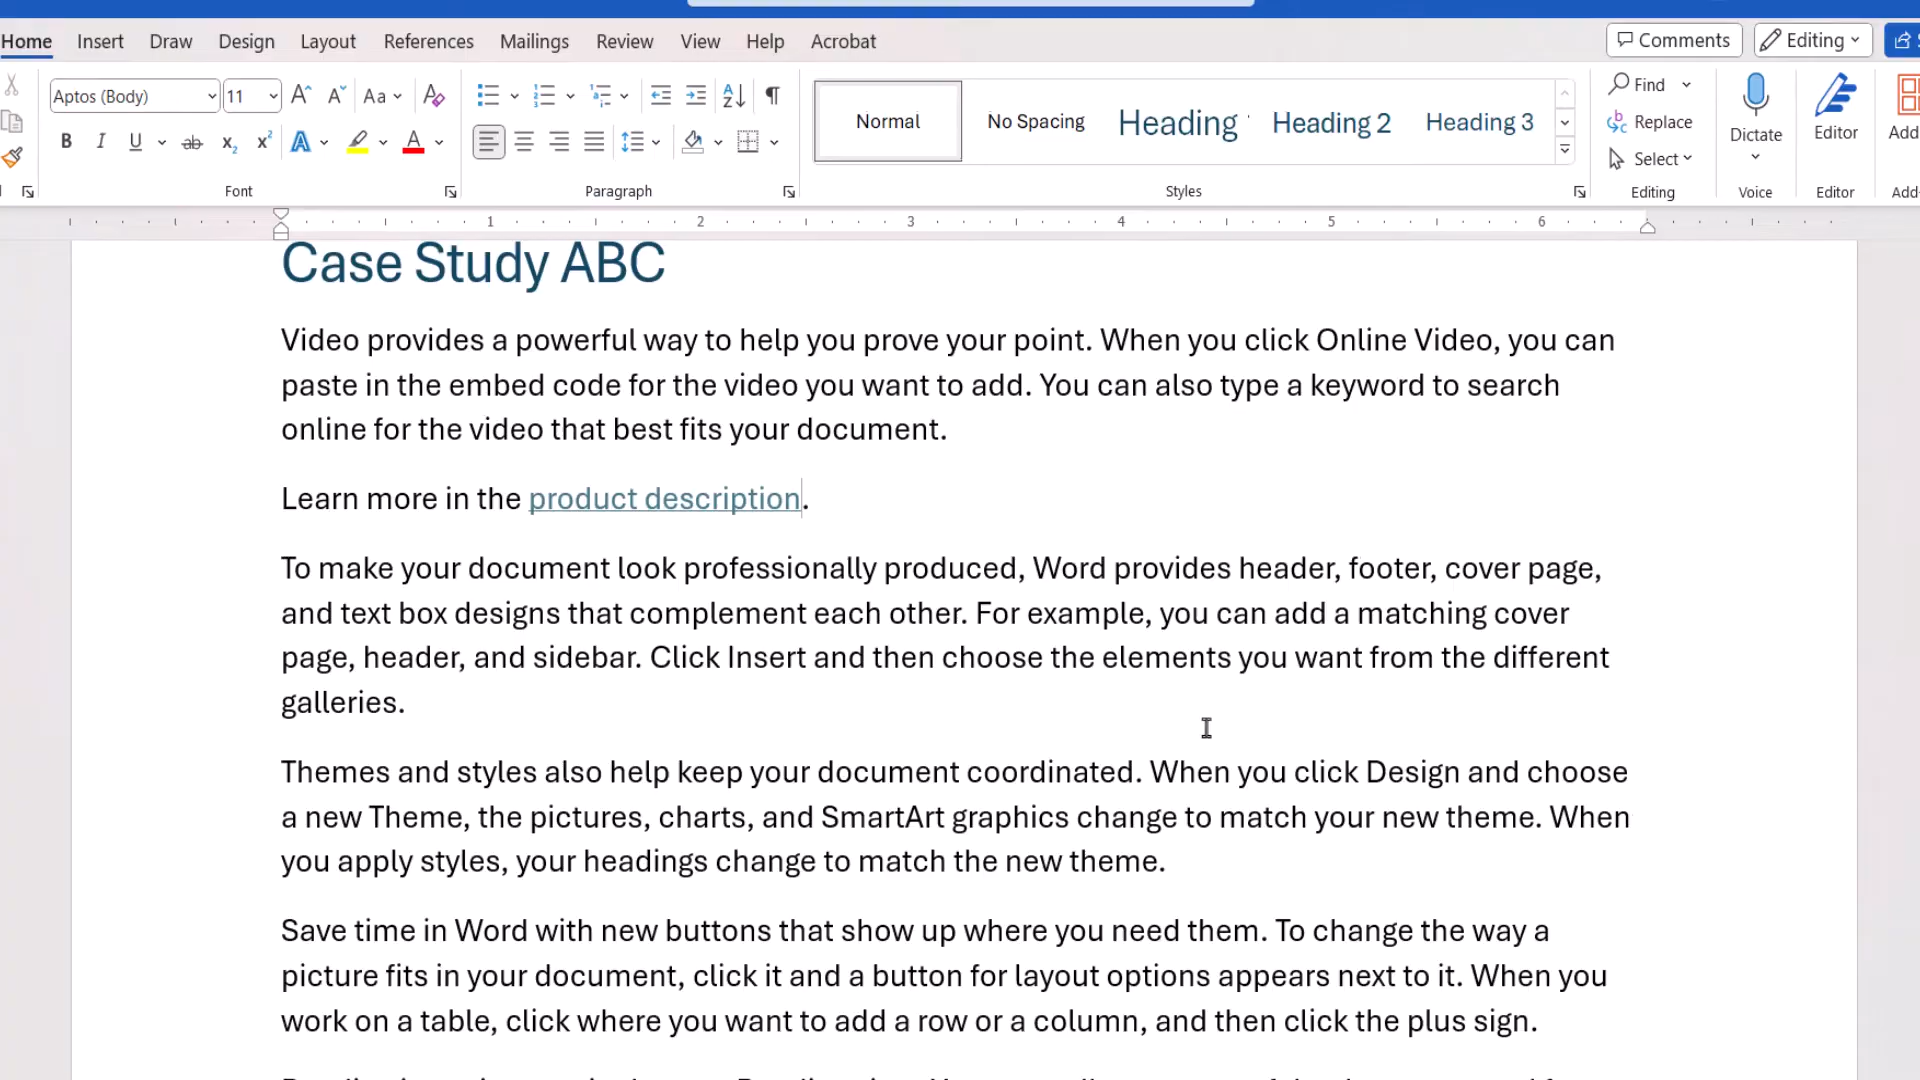 Home Insert Draw Design Layout References Mailings Review View Help Acrobat Comments Editing
Aptos (Body) 11 Aa
Normal No Spacing Heading Heading 2 Heading 3
Find
Replace
Select
Dictate Editor
Font Paragraph Styles Editing Voice Editor
1 2 3 4 5 6
Case Study ABC
Video provides a powerful way to help you prove your point. When you click Online Video, you can
paste in the embed code for the video you want to add. You can also type a keyword to search
online for the video that best fits your document.
Learn more in the product description.
To make your document look professionally produced, Word provides header, footer, cover page,
and text box designs that complement each other. For example, you can add a matching cover
page, header, and sidebar. Click Insert and then choose the elements you want from the different
galleries.
Themes and styles also help keep your document coordinated. When you click Design and choose
a new Theme, the pictures, charts, and SmartArt graphics change to match your new theme. When
you apply styles, your headings change to match the new theme.
Save time in Word with new buttons that show up where you need them. To change the way a
picture fits in your document, click it and a button for layout options appears next to it. When you
work on a table, click where you want to add a row or a column, and then click the plus sign.